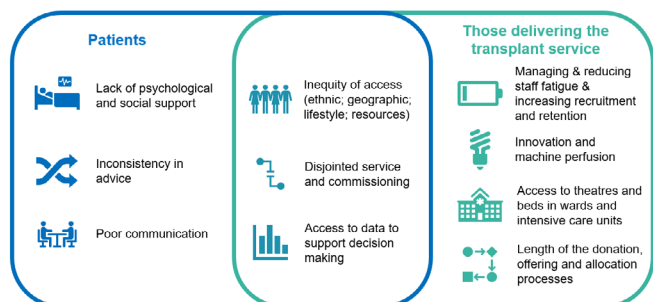 Patients
Lack of psychological
and social support
Inconsistency in
advice
Poor communication
Inequity of access
(ethnic; geographic;
lifestyle; resources)
Disjointed service
and commissioning
Access to data to
support decision
making
Those delivering the
transplant service
Managing & reducing
staff fatigue &
increasing recruitment
and retention
Innovation and
machine perfusion
Access to theatres and
beds in wards and
intensive care units
Length of the donation,
offering and allocation
processes